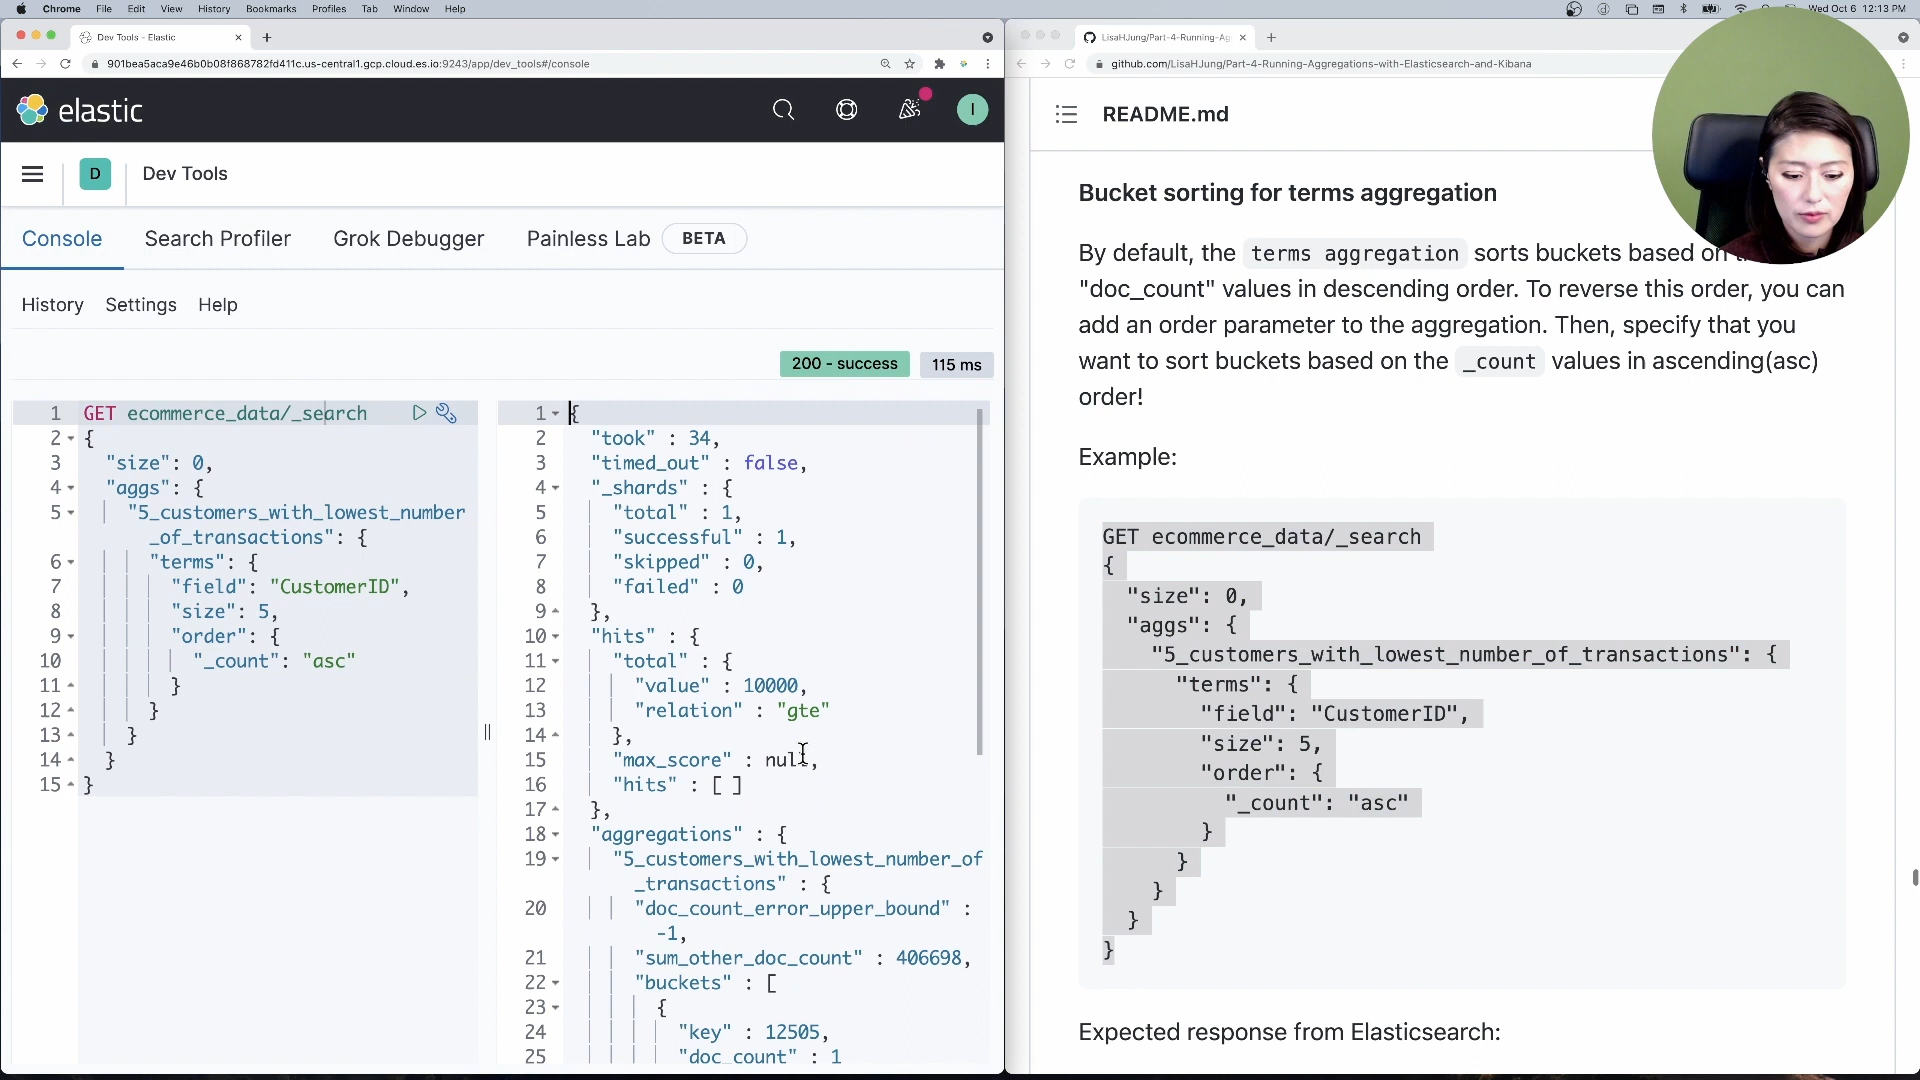 Chrome File Edit View History Bookmarks Profiles Tab Window Help
Wed Oct 6 12:13 PM
Dev Tools - Elastic
901bea5aca9e46b0b08f868782fd411c.us-central1.gcp.cloud.es.io:9243/app/dev_tools#/console
elastic
I
D Dev Tools
Console Search Profiler Grok Debugger Painless Lab BETA
History Settings Help
200 - success 115 ms
1 GET ecommerce_data/_search
2 {
3 "size": 0,
4 "aggs": {
5 "5_customers_with_lowest_number
_of_transactions": {
6 "terms": {
7 "field": "CustomerID",
8 "size": 5,
9 "order": {
10 "_count": "asc"
11 }
12 }
13 }
14 }
15 }
1 {
2 "took" : 34,
3 "timed_out" : false,
4 "_shards" : {
5 "total" : 1,
6 "successful" : 1,
7 "skipped" : 0,
8 "failed" : 0
9 },
10 "hits" : {
11 "total" : {
12 "value" : 10000,
13 "relation" : "gte"
14 },
15 "max_score" : null,
16 "hits" : [ ]
17 },
18 "aggregations" : {
19 "5_customers_with_lowest_number_of
_transactions" : {
20 "doc_count_error_upper_bound" :
-1,
21 "sum_other_doc_count" : 406698,
22 "buckets" : [
23 {
24 "key" : 12505,
25 "doc_count" : 1
LisaHJung/Part-4-Running-Ag
github.com/LisaHJung/Part-4-Running-Aggregations-with-Elasticsearch-and-Kibana
README.md
Bucket sorting for terms aggregation
By default, the terms aggregation sorts buckets based on
"doc_count" values in descending order. To reverse this order, you can
add an order parameter to the aggregation. Then, specify that you
want to sort buckets based on the _count values in ascending(asc)
order!
Example:
GET ecommerce_data/_search
{
"size": 0,
"aggs": {
"5_customers_with_lowest_number_of_transactions": {
"terms": {
"field": "CustomerID",
"size": 5,
"order": {
"_count": "asc"
}
}
}
}
}
Expected response from Elasticsearch: